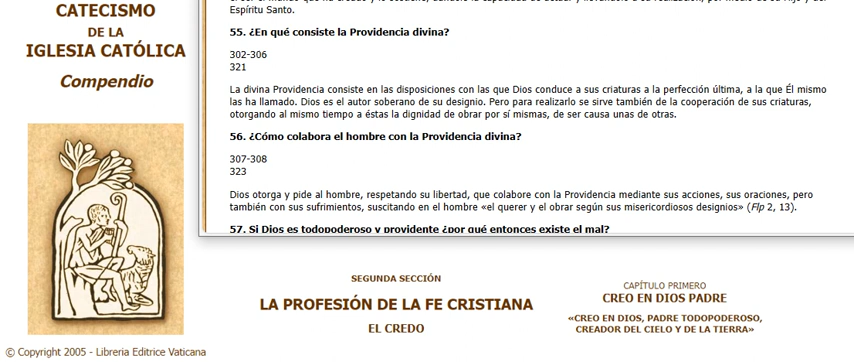 CATECISMO
DE LA
IGLESIA CATÓLICA
Compendio
Espíritu Santo.
55. ¿En qué consiste la Providencia divina?
302-306
321
La divina Providencia consiste en las disposiciones con las que Dios conduce a sus criaturas a la perfección última, a la que Él mismo
las ha llamado. Dios es el autor soberano de su designio. Pero para realizarlo se sirve también de la cooperación de sus criaturas,
otorgando al mismo tiempo a éstas la dignidad de obrar por sí mismas, de ser causa unas de otras.
56. ¿Cómo colabora el hombre con la Providencia divina?
307-308
323
Dios otorga y pide al hombre, respetando su libertad, que colabore con la Providencia mediante sus acciones, sus oraciones, pero
también con sus sufrimientos, suscitando en el hombre «el querer y el obrar según sus misericordiosos designios» (Flp 2, 13).
57. Si Dios es todopoderoso y providente ¿por qué entonces existe el mal?
SEGUNDA SECCIÓN
LA PROFESIÓN DE LA FE CRISTIANA
EL CREDO
CAPÍTULO PRIMERO
CREO EN DIOS PADRE
«CREO EN DIOS, PADRE TODOPODEROSO,
CREADOR DEL CIELO Y DE LA TIERRA»
© Copyright 2005 - Libreria Editrice Vaticana